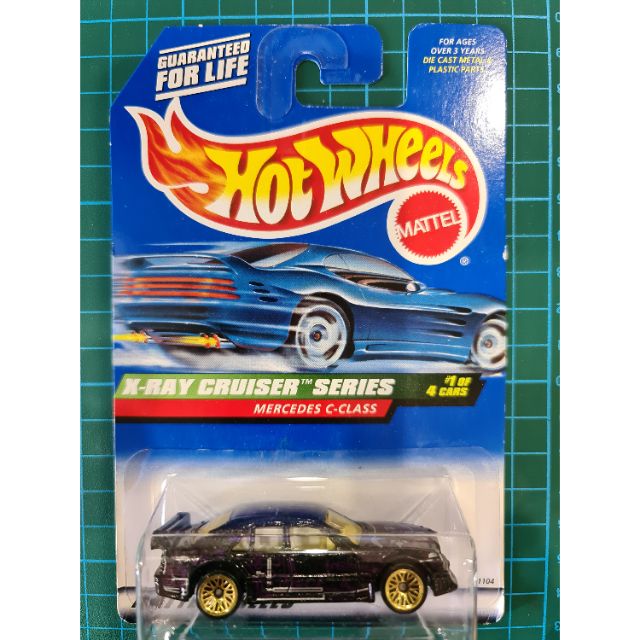 GUARANTEED
FOR LIFE
FOR AGES
OVER 3 YEARS
DIE CAST METAL &
PLASTIC PARTS
HOT WHEELS
MATTEL
®
X-RAY CRUISER™ SERIES
MERCEDES C-CLASS
#1 OF
4 CARS
1104